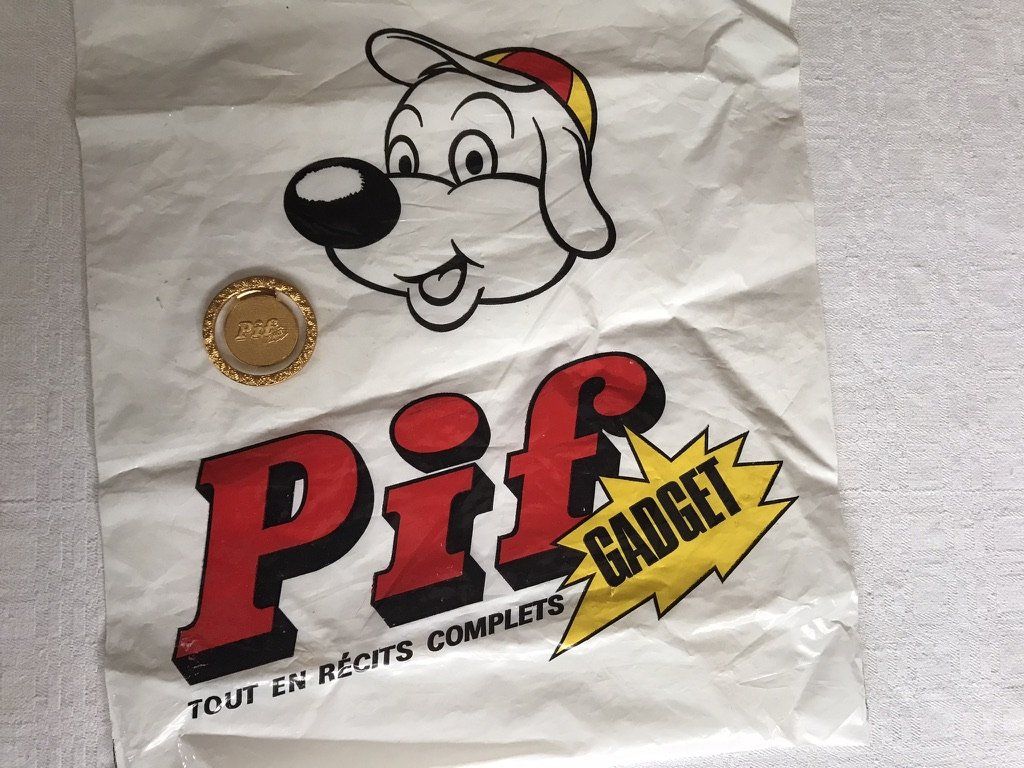 Pif
Pif
GADGET
TOUT EN RÉCITS COMPLETS